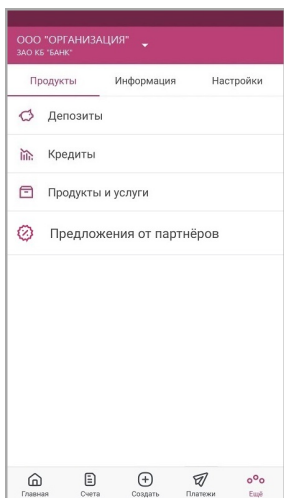 ООО "ОРГАНИЗАЦИЯ"
ЗАО КБ "БАНК"
Продукты Информация Настройки
Депозиты
Кредиты
Продукты и услуги
Предложения от партнёров
Главная Счета Создать Платежи Ещё